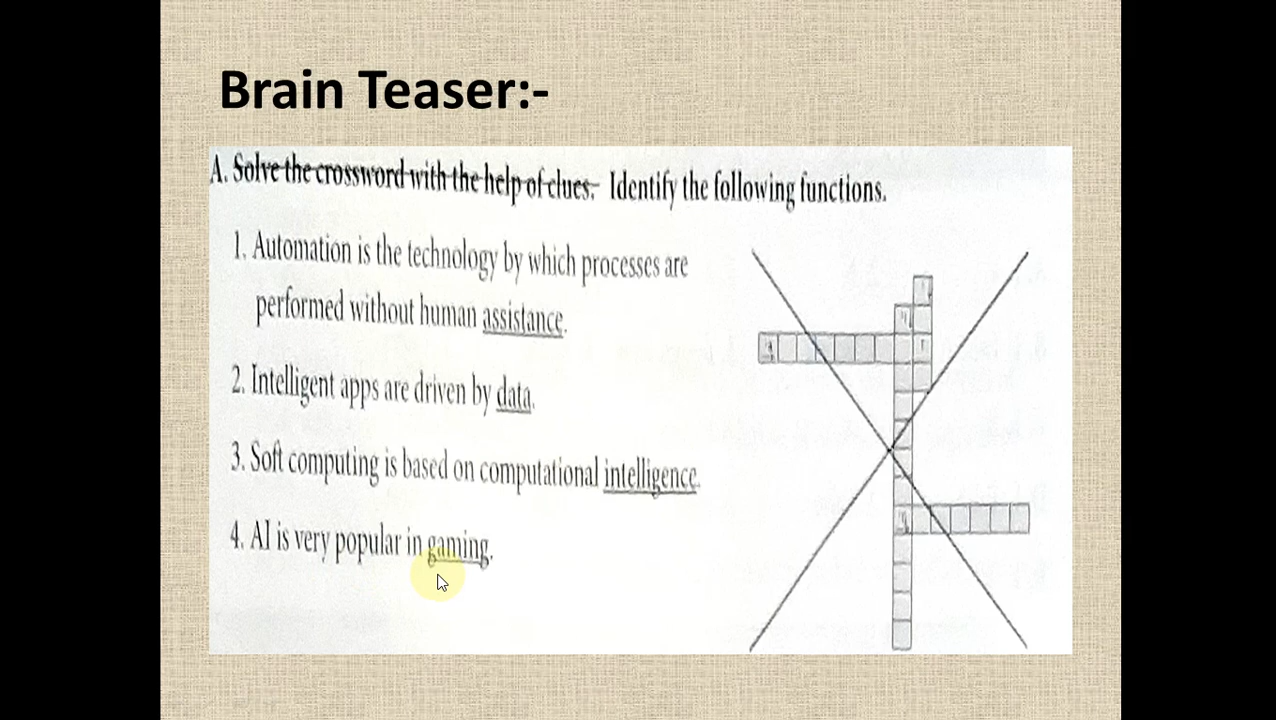 Brain Teaser:-
A. Solve the crossword with the help of clues. Identify the following functions.
1. Automation is the technology by which processes are
performed without human assistance.
2. Intelligent apps are driven by data.
3. Soft computing is based on computational intelligence.
4. AI is very popular in gaming.